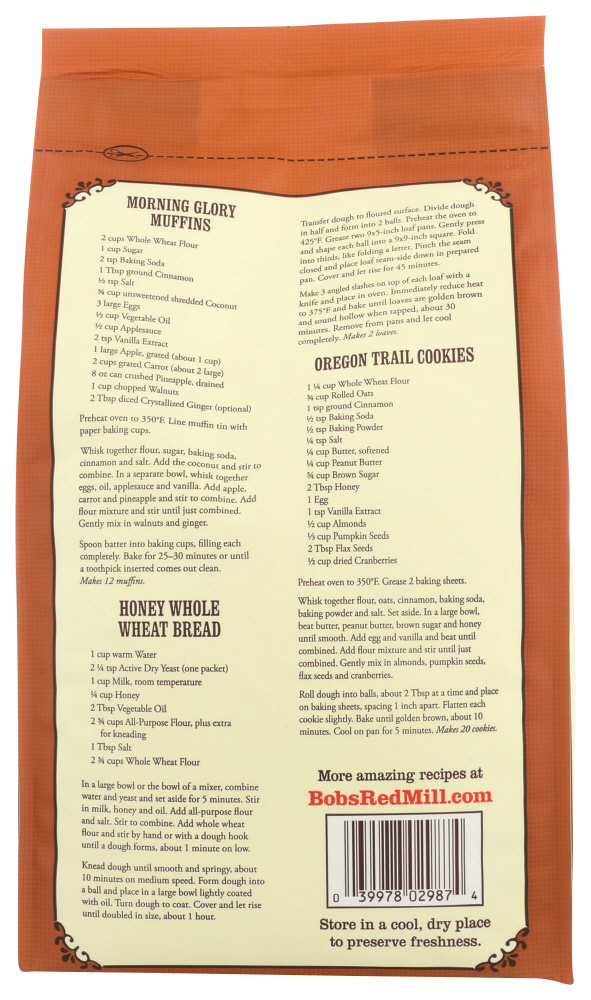 MORNING GLORY
MUFFINS
2 cups Whole Wheat Flour
1 cup Sugar
2 tsp Baking Soda
1 Tbsp ground Cinnamon
½ tsp Salt
¾ cup unsweetened shredded Coconut
3 large Eggs
½ cup Vegetable Oil
½ cup Applesauce
2 tsp Vanilla Extract
1 large Apple, grated (about 1 cup)
2 cups grated Carrot (about 2 large)
8 oz can crushed Pineapple, drained
1 cup chopped Walnuts
2 Tbsp diced Crystallized Ginger (optional)
Preheat oven to 350°F. Line muffin tin with
paper baking cups.
Whisk together flour, sugar, baking soda,
cinnamon and salt. Add the coconut and stir to
combine. In a separate bowl, whisk together
eggs, oil, applesauce and vanilla. Add apple,
carrot and pineapple and stir to combine. Add
flour mixture and stir until just combined.
Gently mix in walnuts and ginger.
Spoon batter into baking cups, filling each
completely. Bake for 25–30 minutes or until
a toothpick inserted comes out clean.
Makes 12 muffins.
HONEY WHOLE
WHEAT BREAD
1 cup warm Water
2 ¼ tsp Active Dry Yeast (one packet)
1 cup Milk, room temperature
¼ cup Honey
2 Tbsp Vegetable Oil
2 ¾ cups All-Purpose Flour, plus extra
for kneading
1 Tbsp Salt
2 ¾ cups Whole Wheat Flour
In a large bowl or the bowl of a mixer, combine
water and yeast and set aside for 5 minutes. Stir
in milk, honey and oil. Add all-purpose flour
and salt. Stir to combine. Add whole wheat
flour and stir by hand or with a dough hook
until a dough forms, about 1 minute on low.
Knead dough until smooth and springy, about
10 minutes on medium speed. Form dough into
a ball and place in a large bowl lightly coated
with oil. Turn dough to coat. Cover and let rise
until doubled in size, about 1 hour.
Transfer dough to floured surface. Divide dough
in half and form into 2 balls. Preheat the oven to
425°F. Grease two 9x5-inch loaf pans. Gently press
and shape each ball into a 9x9-inch square. Fold
into thirds, like folding a letter. Pinch the seam
closed and place loaf seam-side down in prepared
pan. Cover and let rise for 45 minutes.
Make 3 angled slashes on top of each loaf with a
knife and place in oven. Immediately reduce heat
to 375°F and bake until loaves are golden brown
and sound hollow when tapped, about 30
minutes. Remove from pans and let cool
completely. Makes 2 loaves.
OREGON TRAIL COOKIES
1 ¼ cup Whole Wheat Flour
¾ cup Rolled Oats
1 tsp ground Cinnamon
½ tsp Baking Soda
½ tsp Baking Powder
¼ tsp Salt
¼ cup Butter, softened
¼ cup Peanut Butter
¾ cup Brown Sugar
2 Tbsp Honey
1 Egg
1 tsp Vanilla Extract
½ cup Almonds
⅓ cup Pumpkin Seeds
2 Tbsp Flax Seeds
½ cup dried Cranberries
Preheat oven to 350°F. Grease 2 baking sheets.
Whisk together flour, oats, cinnamon, baking soda,
baking powder and salt. Set aside. In a large bowl,
beat butter, peanut butter, brown sugar and honey
until smooth. Add egg and vanilla and beat until
combined. Add flour mixture and stir until just
combined. Gently mix in almonds, pumpkin seeds,
flax seeds and cranberries.
Roll dough into balls, about 2 Tbsp at a time and place
on baking sheets, spacing 1 inch apart. Flatten each
cookie slightly. Bake until golden brown, about 10
minutes. Cool on pan for 5 minutes. Makes 20 cookies.
More amazing recipes at
BobsRedMill.com
0 39978 02987 4
Store in a cool, dry place
to preserve freshness.